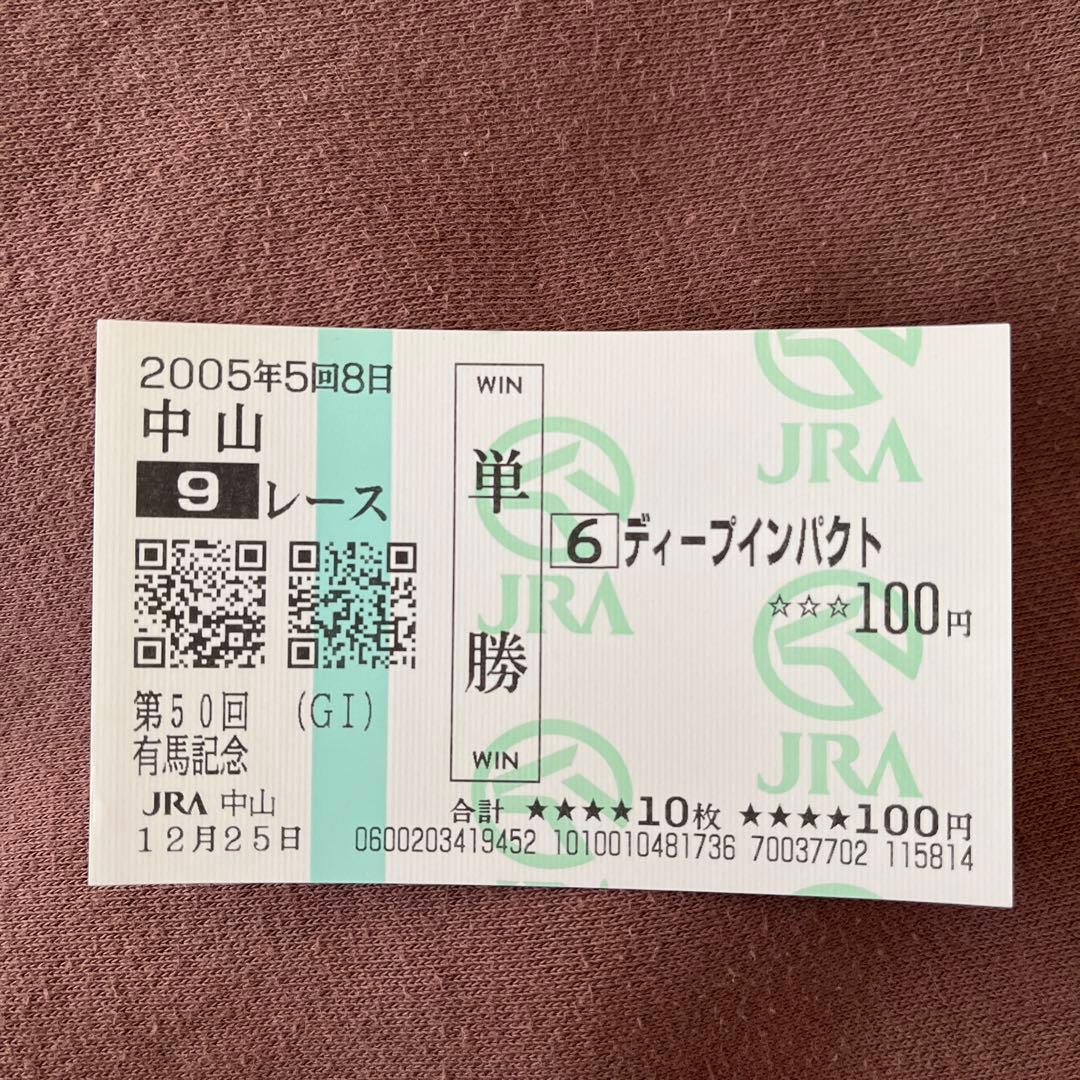 2005年5回8日
中山
9 レース
第50回 (GI)
有馬記念
JRA 中山
12月25日
WIN
単勝
WIN
6 ディープインパクト
☆☆☆100円
合計 ★★★★10枚 ★★★★100円
0600203419452 1010010481736 70037702 115814
JRA
JRA
JRA